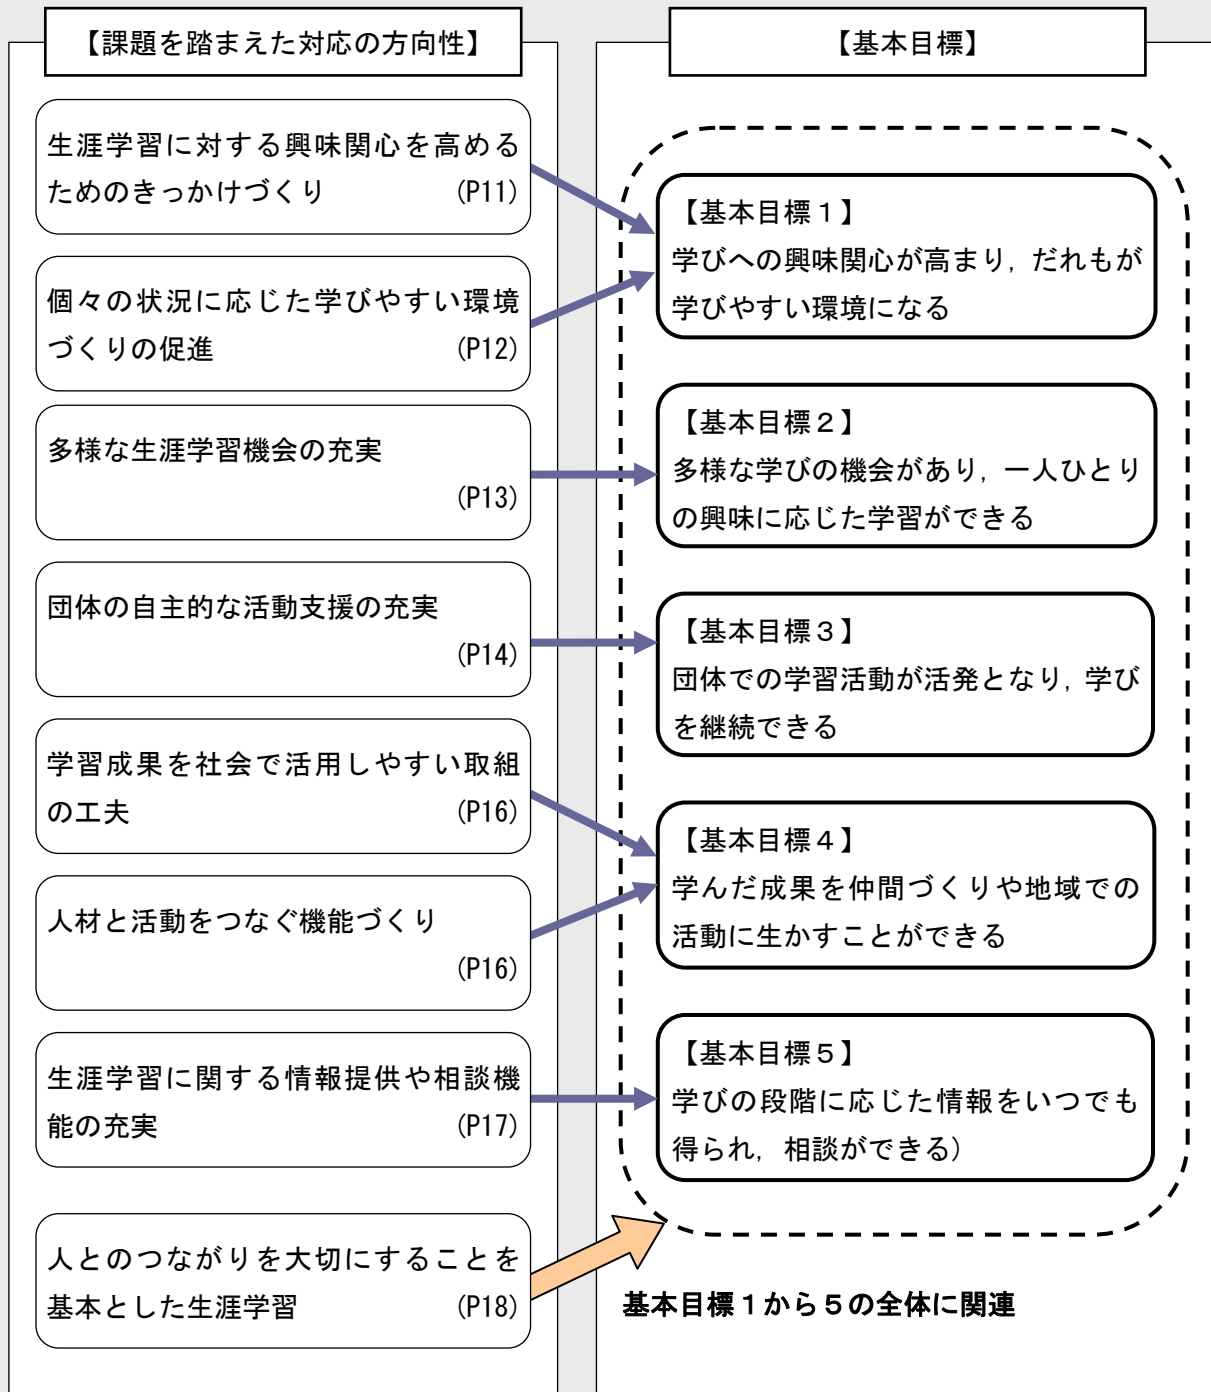 【課題を踏まえた対応の方向性】
生涯学習に対する興味関心を高める
ためのきっかけづくり (P11)
個々の状況に応じた学びやすい環境
づくりの促進 (P12)
多様な生涯学習機会の充実
(P13)
団体の自主的な活動支援の充実
(P14)
学習成果を社会で活用しやすい取組
の工夫 (P16)
人材と活動をつなぐ機能づくり
(P16)
生涯学習に関する情報提供や相談機
能の充実 (P17)
人とのつながりを大切にすることを
基本とした生涯学習 (P18)
【基本目標】
【基本目標１】
学びへの興味関心が高まり，だれもが
学びやすい環境になる
【基本目標２】
多様な学びの機会があり，一人ひとり
の興味に応じた学習ができる
【基本目標３】
団体での学習活動が活発となり，学び
を継続できる
【基本目標４】
学んだ成果を仲間づくりや地域での
活動に生かすことができる
【基本目標５】
学びの段階に応じた情報をいつでも
得られ，相談ができる）
基本目標１から５の全体に関連